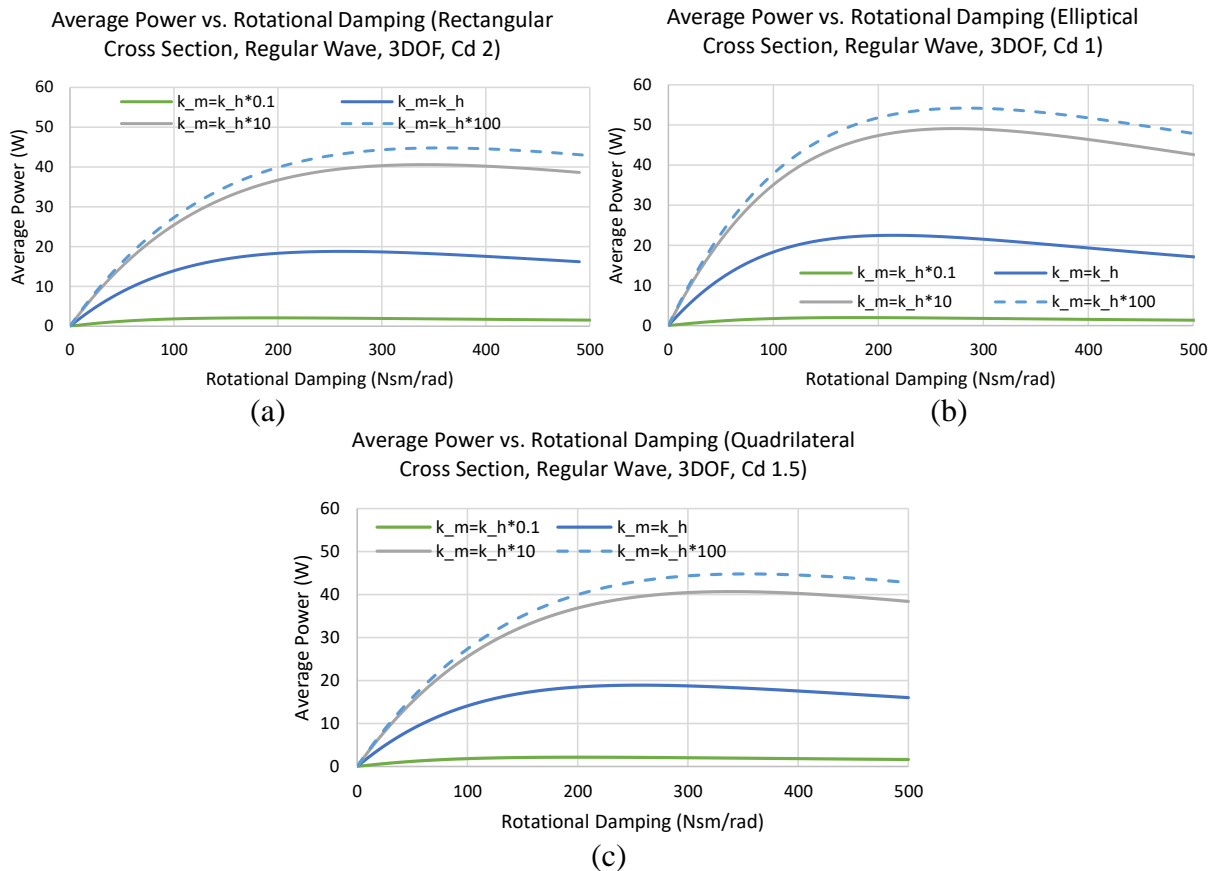 Average Power vs. Rotational Damping (Rectangular
Cross Section, Regular Wave, 3DOF, Cd 2)
60
50
40
30
20
10
0
Average Power (W)
k_m=k_h*0.1
k_m=k_h
k_m=k_h*10
k_m=k_h*100
0 100 200 300 400 500
Rotational Damping (Nsm/rad)
(a)
Average Power vs. Rotational Damping (Elliptical
Cross Section, Regular Wave, 3DOF, Cd 1)
60
50
40
30
20
10
0
Average Power (W)
k_m=k_h*0.1
k_m=k_h
k_m=k_h*10
k_m=k_h*100
0 100 200 300 400 500
Rotational Damping (Nsm/rad)
(b)
Average Power vs. Rotational Damping (Quadrilateral
Cross Section, Regular Wave, 3DOF, Cd 1.5)
60
50
40
30
20
10
0
Average Power (W)
k_m=k_h*0.1
k_m=k_h
k_m=k_h*10
k_m=k_h*100
0 100 200 300 400 500
Rotational Damping (Nsm/rad)
(c)